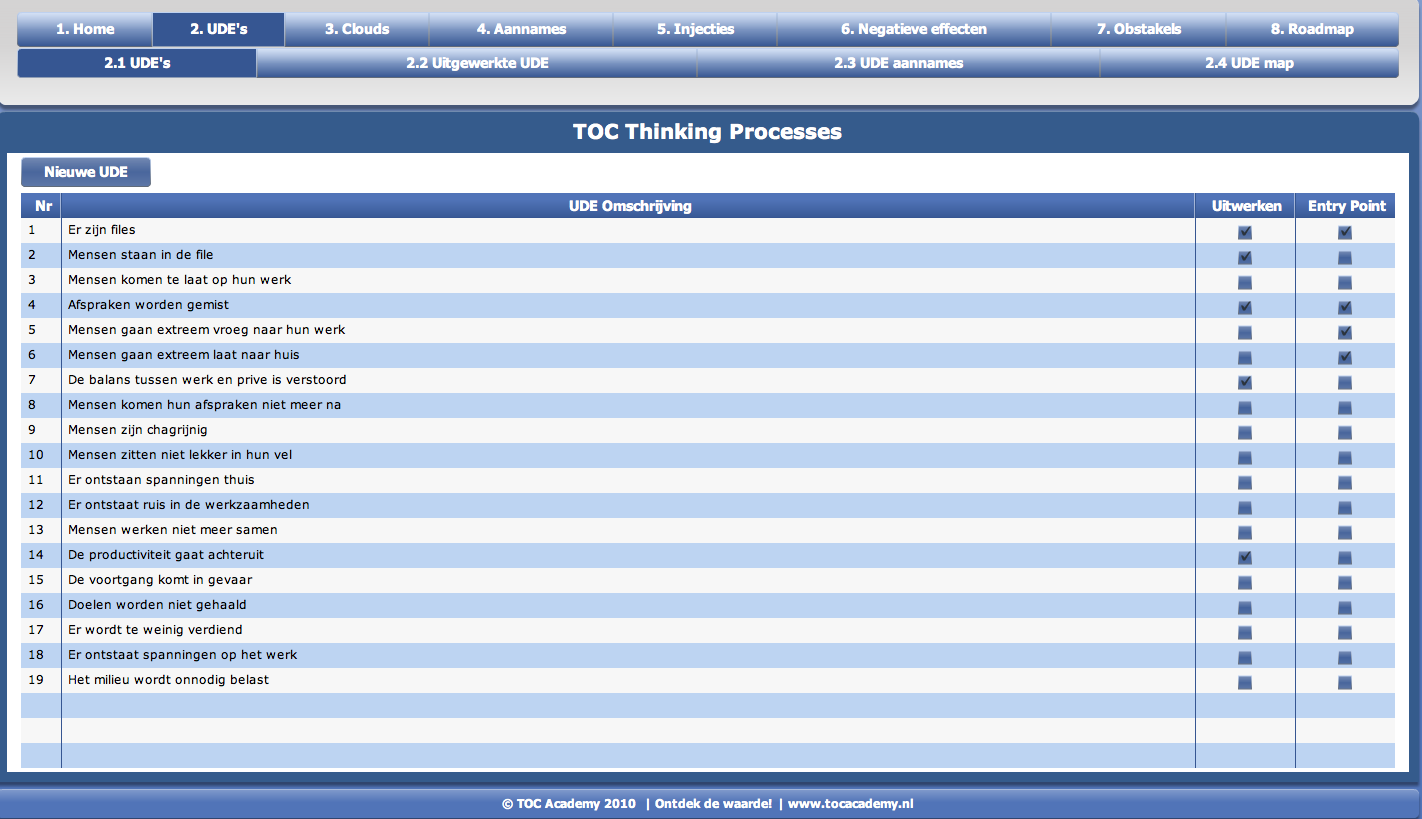 1. Home 2. UDE's 3. Clouds 4. Aannames 5. Injecties 6. Negatieve effecten 7. Obstakels 8. Roadmap
2.1 UDE's 2.2 Uitgewerkte UDE 2.3 UDE aannames 2.4 UDE map
TOC Thinking Processes
Nieuwe UDE
Nr UDE Omschrijving Uitwerken Entry Point
1 Er zijn files
2 Mensen staan in de file
3 Mensen komen te laat op hun werk
4 Afspraken worden gemist
5 Mensen gaan extreem vroeg naar hun werk
6 Mensen gaan extreem laat naar huis
7 De balans tussen werk en prive is verstoord
8 Mensen komen hun afspraken niet meer na
9 Mensen zijn chagrijnig
10 Mensen zitten niet lekker in hun vel
11 Er ontstaan spanningen thuis
12 Er ontstaat ruis in de werkzaamheden
13 Mensen werken niet meer samen
14 De productiviteit gaat achteruit
15 De voortgang komt in gevaar
16 Doelen worden niet gehaald
17 Er wordt te weinig verdiend
18 Er ontstaat spanningen op het werk
19 Het milieu wordt onnodig belast
© TOC Academy 2010 | Ontdek de waarde! | www.tocacademy.nl